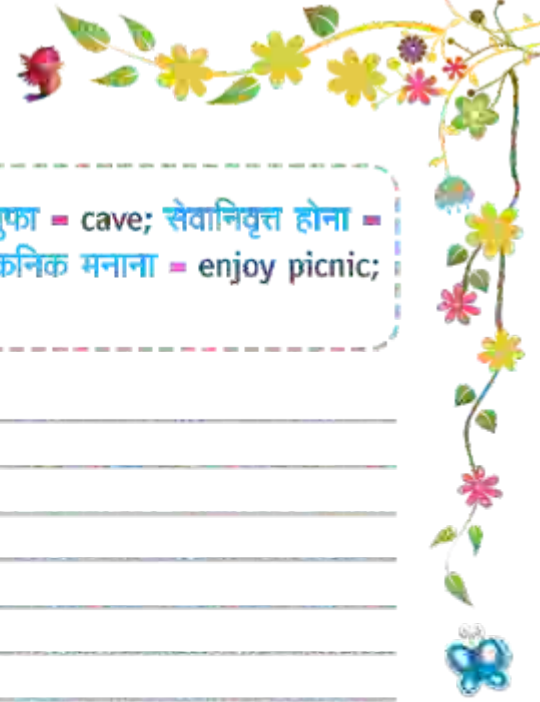 = cave; सेवानिवृत्त होना =
मनाना = enjoy picnic;